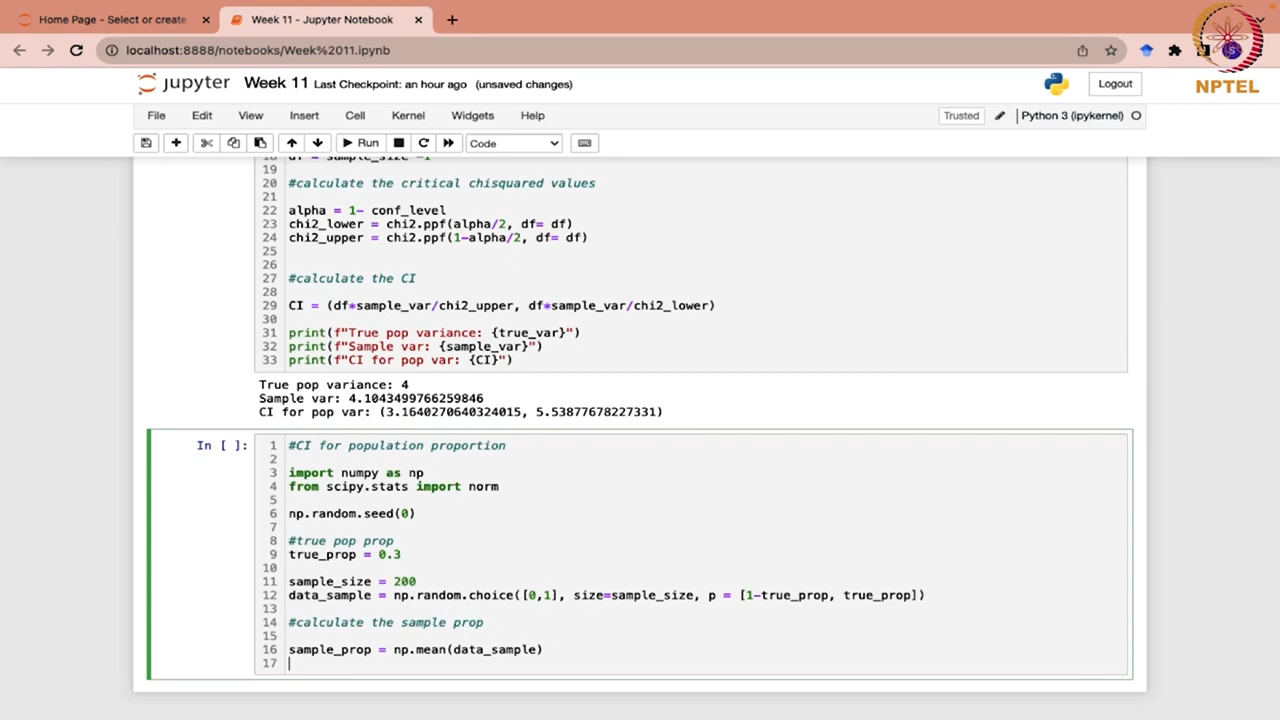 Home Page - Select or create
Week 11 - Jupyter Notebook
localhost:8888/notebooks/Week%2011.ipynb
NPTEL
jupyter Week 11 Last Checkpoint: an hour ago (unsaved changes)
Logout
File Edit View Insert Cell Kernel Widgets Help
Trusted
Python 3 (ipykernel)
Run
Code
19
20 #calculate the critical chisquared values
21
22 alpha = 1- conf_level
23 chi2_lower = chi2.ppf(alpha/2, df= df)
24 chi2_upper = chi2.ppf(1-alpha/2, df= df)
25
26
27 #calculate the CI
28
29 CI = (df*sample_var/chi2_upper, df*sample_var/chi2_lower)
30
31 print(f"True pop variance: {true_var}")
32 print(f"Sample var: {sample_var}")
33 print(f"CI for pop var: {CI}")
True pop variance: 4
Sample var: 4.1043499766259846
CI for pop var: (3.1640270640324015, 5.53877678227331)
In [ ]:
1 #CI for population proportion
2
3 import numpy as np
4 from scipy.stats import norm
5
6 np.random.seed(0)
7
8 #true pop prop
9 true_prop = 0.3
10
11 sample_size = 200
12 data_sample = np.random.choice([0,1], size=sample_size, p = [1-true_prop, true_prop])
13
14 #calculate the sample prop
15
16 sample_prop = np.mean(data_sample)
17